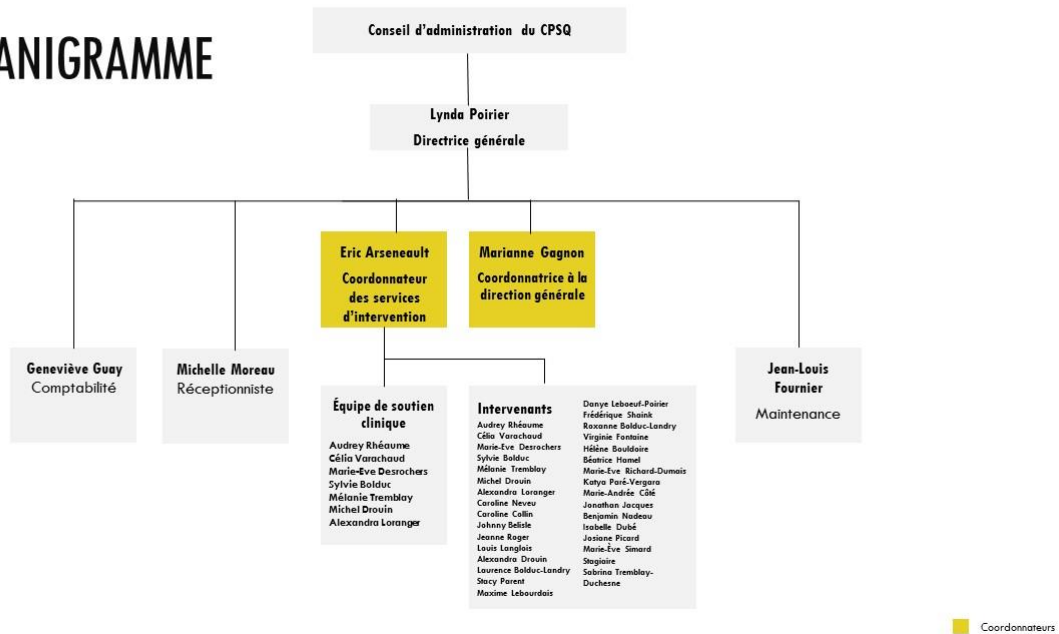 ANIGRAMME
Conseil d'administration du CPSQ
Lynda Poirier
Directrice générale
Eric Arseneault
Coordonnateur
des services
d'intervention
Marianne Gagnon
Coordonnatrice à la
direction générale
Geneviève Guay
Comptabilité
Michelle Moreau
Réceptionniste
Jean-Louis
Fournier
Maintenance
Équipe de soutien
clinique
Audrey Rhéaume
Célia Varachaud
Marie-Eve Desrochers
Sylvie Bolduc
Mélanie Tremblay
Michel Drouin
Alexandra Loranger
Intervenants
Audrey Rhéaume
Célia Varachaud
Marie-Eve Desrochers
Sylvie Bolduc
Mélanie Tremblay
Michel Drouin
Alexandra Loranger
Caroline Neveu
Caroline Collin
Johnny Belisle
Jeanne Roger
Louis Langlois
Alexandra Drouin
Laurence Bolduc-Landry
Stacy Parent
Maxime Lebourdais
Danye Leboeuf-Poirier
Frédérique Shaink
Roxanne Bolduc-Landry
Virginie Fontaine
Hélène Bouldoire
Béatrice Hamel
Marie-Eve Richard-Dumais
Katya Paré-Vergara
Marie-Andrée Côté
Jonathan Jacques
Benjamin Nadeau
Isabelle Dubé
Josiane Picard
Marie-Ève Simard
Stagiaire
Sabrina Tremblay-
Duchesne
Coordonnateurs